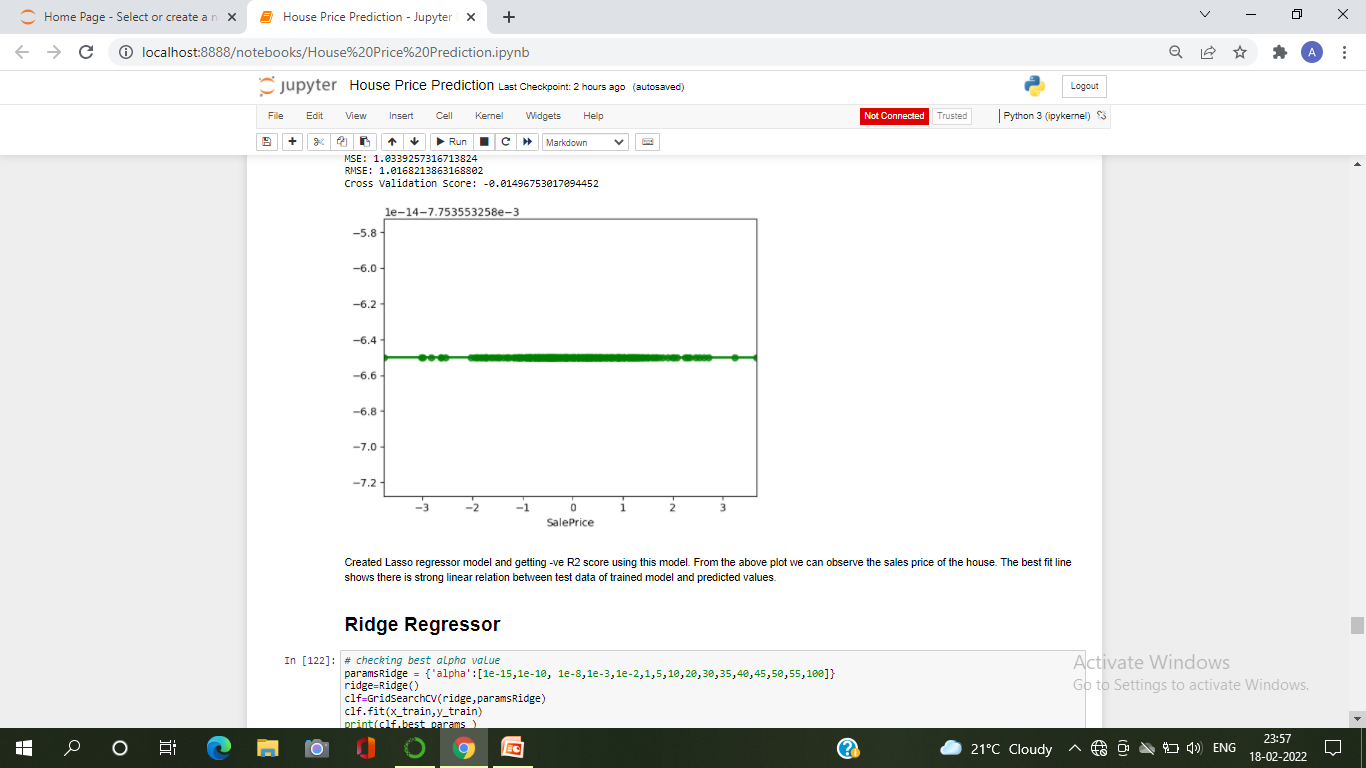 Home Page - Select or create a n
House Price Prediction - Jupyter
localhost:8888/notebooks/House%20Price%20Prediction.ipynb
A
jupyter House Price Prediction Last Checkpoint: 2 hours ago (autosaved)
Logout
File Edit View Insert Cell Kernel Widgets Help
Not Connected Trusted Python 3 (ipykernel)
Run Markdown
MSE: 1.0339257316713824
RMSE: 1.0168213863168802
Cross Validation Score: -0.01496753017094452
1e−14−7.753553258e−3
−5.8
−6.0
−6.2
−6.4
−6.6
−6.8
−7.0
−7.2
−3 −2 −1 0 1 2 3
SalePrice
Created Lasso regressor model and getting -ve R2 score using this model. From the above plot we can observe the sales price of the house. The best fit line
shows there is strong linear relation between test data of trained model and predicted values.
Ridge Regressor
In [122]: # checking best alpha value
paramsRidge = {'alpha':[1e-15,1e-10, 1e-8,1e-3,1e-2,1,5,10,20,30,35,40,45,50,55,100]}
ridge=Ridge()
clf=GridSearchCV(ridge,paramsRidge)
clf.fit(x_train,y_train)
print(clf.best_params_)
Activate Windows
Go to Settings to activate Windows.
21°C Cloudy
ENG
23:57
18-02-2022